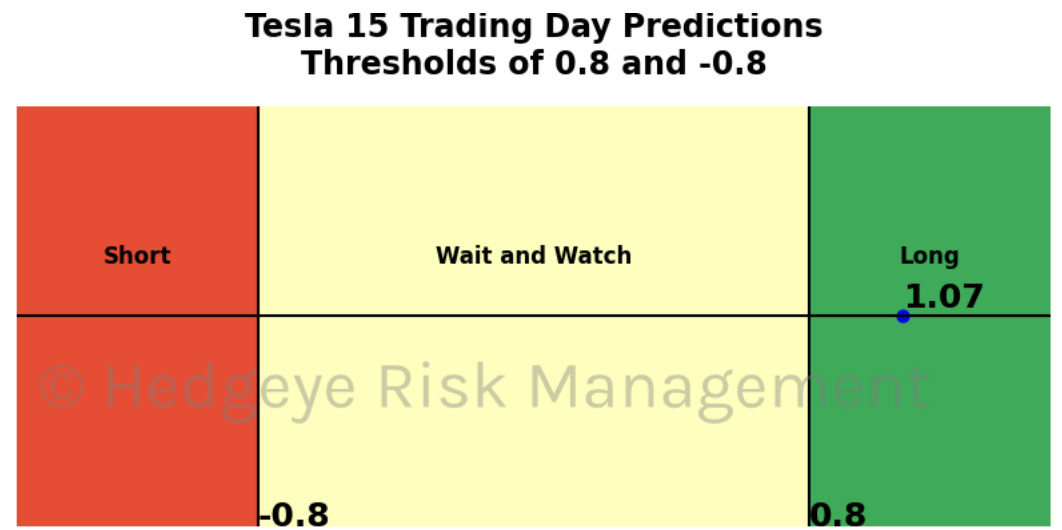 Tesla 15 Trading Day Predictions
Thresholds of 0.8 and -0.8
Short
Wait and Watch
Long
1.07
© Hedgeye Risk Management
-0.8
0.8